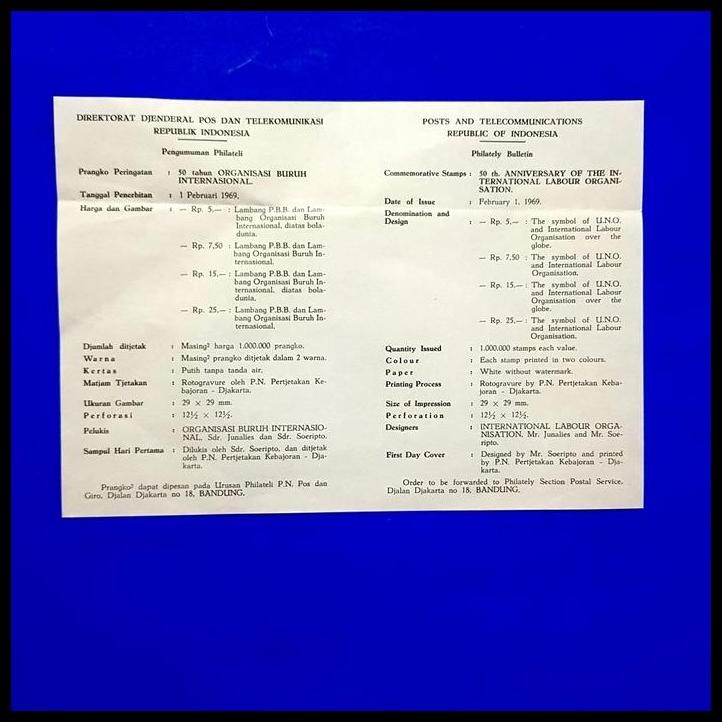 DIREKTORAT DJENDERAL POS DAN TELEKOMUNIKASI
REPUBLIK INDONESIA
Pengumuman Philateli
Prangko Peringatan : 50 tahun ORGANISASI BURUH
INTERNASIONAL.
Tanggal Penerbitan : 1 Pebruari 1969.
Harga dan Gambar : — Rp. 5,— : Lambang P.B.B. dan Lam-
bang Organisasi Buruh
Internasional, diatas bola-
dunia.
— Rp. 7,50 : Lambang P.B.B. dan Lam-
bang Organisasi Buruh In-
ternasional.
— Rp. 15,— : Lambang P.B.B. dan Lam-
bang Organisasi Buruh In-
ternasional, diatas bola-
dunia.
— Rp. 25,— : Lambang P.B.B. dan Lam-
bang Organisasi Buruh In-
ternasional.
Djumlah ditjetak : Masing² harga 1.000.000 prangko.
Warna : Masing² prangko ditjetak dalam 2 warna.
Kertas : Putih tanpa tanda air.
Matjam Tjetakan : Rotogravure oleh P.N. Pertjetakan Ke-
bajoran - Djakarta.
Ukuran Gambar : 29 × 29 mm.
Perforasi : 12½ × 12½.
Pelukis : ORGANISASI BURUH INTERNASIO-
NAL, Sdr. Junalies dan Sdr. Soeripto.
Sampul Hari Pertama : Dilukis oleh Sdr. Soeripto, dan ditjetak
oleh P.N. Pertjetakan Kebajoran - Dja-
karta.
Prangko² dapat dipesan pada Urusan Philateli P.N. Pos dan
Giro, Djalan Djakarta no 18, BANDUNG.
POSTS AND TELECOMMUNICATIONS
REPUBLIC OF INDONESIA
Philately Bulletin
Commemorative Stamps : 50 th. ANNIVERSARY OF THE IN-
TERNATIONAL LABOUR ORGANI-
SATION.
Date of Issue : February 1, 1969.
Denomination and
Design : — Rp. 5,— : The symbol of U.N.O.
and International Labour
Organisation over the
globe.
— Rp. 7.50 : The symbol of U.N.O.
and International Labour
Organisation.
— Rp. 15,— : The symbol of U.N.O.
and International Labour
Organisation over the
globe.
— Rp. 25,— : The symbol of U.N.O.
and International Labour
Organisation.
Quantity Issued : 1.000.000 stamps each value.
Colour : Each stamp printed in two colours.
Paper : White without watermark.
Printing Process : Rotogravure by P.N. Pertjetakan Keba-
joran - Djakarta.
Size of Impression : 29 × 29 mm.
Perforation : 12½ × 12½.
Designers : INTERNATIONAL LABOUR ORGA-
NISATION, Mr. Junalies and Mr. Soe-
ripto.
First Day Cover : Designed by Mr. Soeripto and printed
by P.N. Pertjetakan Kebajoran - Dja-
karta.
Order to be forwarded to Philately Section Postal Service,
Djalan Djakarta no 18, BANDUNG.